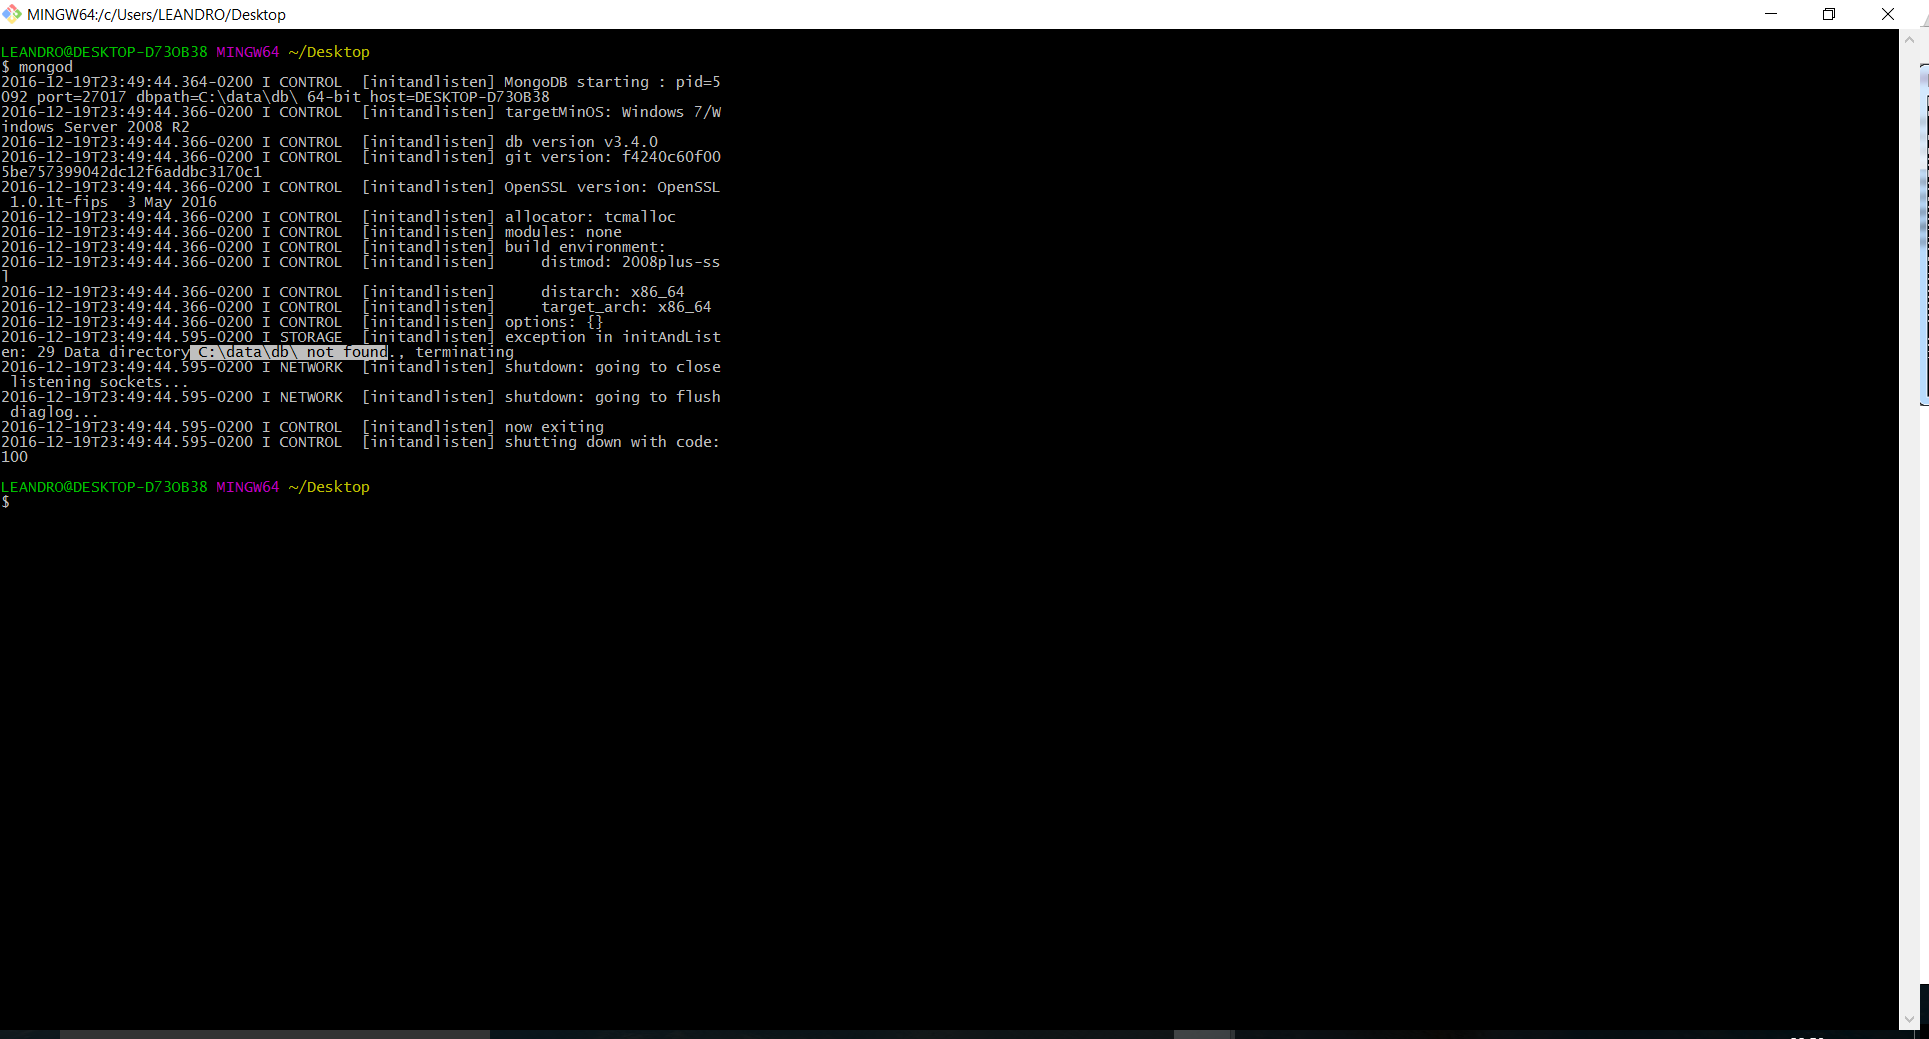 MINGW64:/c/Users/LEANDRO/Desktop
LEANDRO@DESKTOP-D73OB38 MINGW64 ~/Desktop
$ mongod
2016-12-19T23:49:44.364-0200 I CONTROL  [initandlisten] MongoDB starting : pid=5
092 port=27017 dbpath=C:\data\db\ 64-bit host=DESKTOP-D73OB38
2016-12-19T23:49:44.366-0200 I CONTROL  [initandlisten] targetMinOS: Windows 7/W
indows Server 2008 R2
2016-12-19T23:49:44.366-0200 I CONTROL  [initandlisten] db version v3.4.0
2016-12-19T23:49:44.366-0200 I CONTROL  [initandlisten] git version: f4240c60f00
5be757399042dc12f6addbc3170c1
2016-12-19T23:49:44.366-0200 I CONTROL  [initandlisten] OpenSSL version: OpenSSL
 1.0.1t-fips  3 May 2016
2016-12-19T23:49:44.366-0200 I CONTROL  [initandlisten] allocator: tcmalloc
2016-12-19T23:49:44.366-0200 I CONTROL  [initandlisten] modules: none
2016-12-19T23:49:44.366-0200 I CONTROL  [initandlisten] build environment:
2016-12-19T23:49:44.366-0200 I CONTROL  [initandlisten]     distmod: 2008plus-ss
l
2016-12-19T23:49:44.366-0200 I CONTROL  [initandlisten]     distarch: x86_64
2016-12-19T23:49:44.366-0200 I CONTROL  [initandlisten]     target_arch: x86_64
2016-12-19T23:49:44.366-0200 I CONTROL  [initandlisten] options: {}
2016-12-19T23:49:44.595-0200 I STORAGE  [initandlisten] exception in initAndList
en: 29 Data directory C:\data\db\ not found., terminating
2016-12-19T23:49:44.595-0200 I NETWORK  [initandlisten] shutdown: going to close
 listening sockets...
2016-12-19T23:49:44.595-0200 I NETWORK  [initandlisten] shutdown: going to flush
 diaglog...
2016-12-19T23:49:44.595-0200 I CONTROL  [initandlisten] now exiting
2016-12-19T23:49:44.595-0200 I CONTROL  [initandlisten] shutting down with code:
100
LEANDRO@DESKTOP-D73OB38 MINGW64 ~/Desktop
$